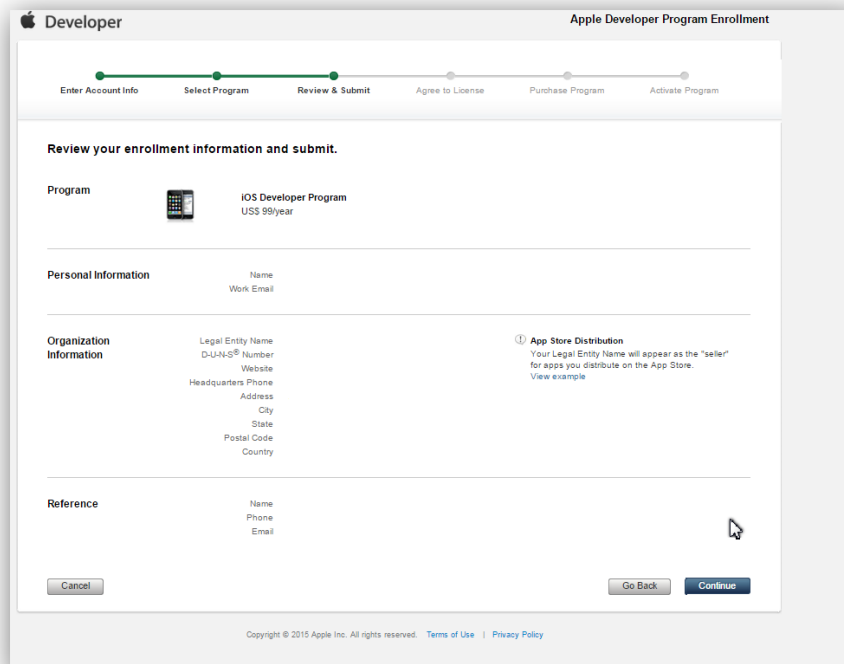 Developer
Apple Developer Program Enrollment
Enter Account Info
Select Program
Review & Submit
Agree to License
Purchase Program
Activate Program
Review your enrollment information and submit.
Program
iOS Developer Program
US$ 99/year
Personal Information
Name
Work Email
Organization
Information
Legal Entity Name
D-U-N-S® Number
Website
Headquarters Phone
Address
City
State
Postal Code
Country
App Store Distribution
Your Legal Entity Name will appear as the "seller"
for apps you distribute on the App Store.
View example
Reference
Name
Phone
Email
Cancel
Go Back
Continue
Copyright © 2015 Apple Inc. All rights reserved. Terms of Use | Privacy Policy